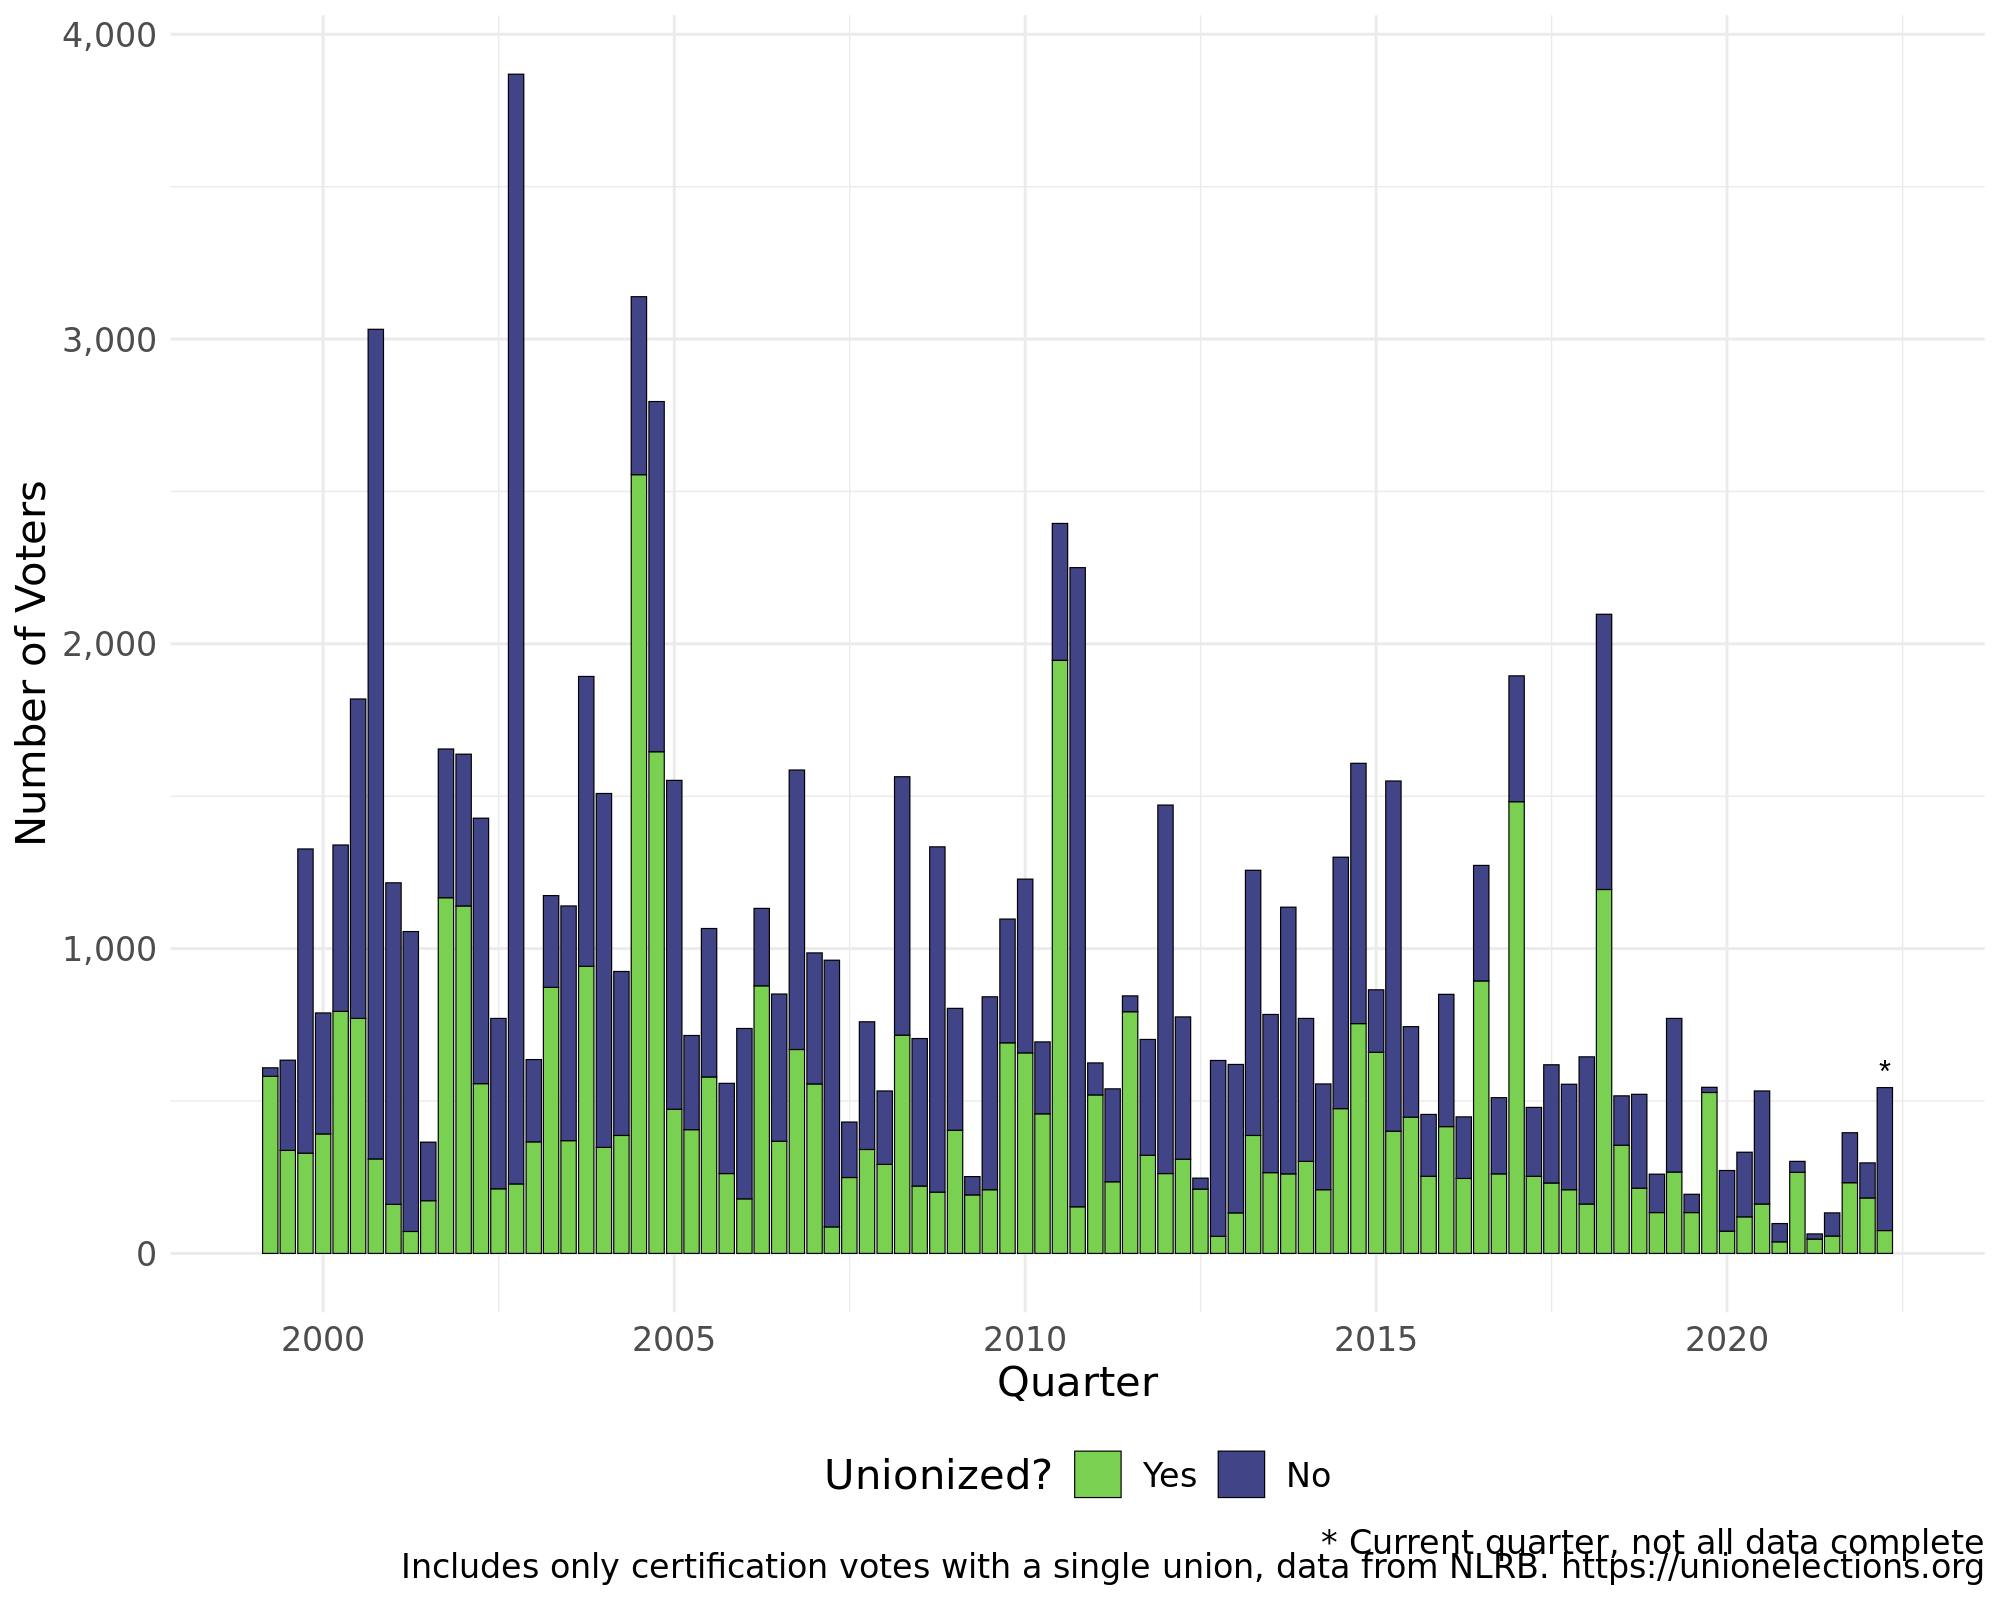 4,000
3,000
2,000
1,000
0
Number of Voters
*
2000 2005 2010 2015 2020
Quarter
Unionized? Yes No
* Current quarter, not all data complete
Includes only certification votes with a single union, data from NLRB. https://unionelections.org